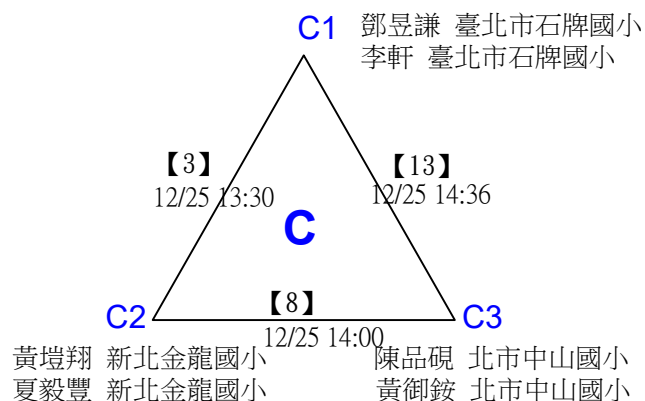 C1
鄧昱謙 臺北市石牌國小
李軒 臺北市石牌國小
【3】
12/25 13:30
【13】
12/25 14:36
C
C2
【8】
12/25 14:00
C3
黃塏翔 新北金龍國小
夏毅豐 新北金龍國小
陳品硯 北市中山國小
黃御銨 北市中山國小